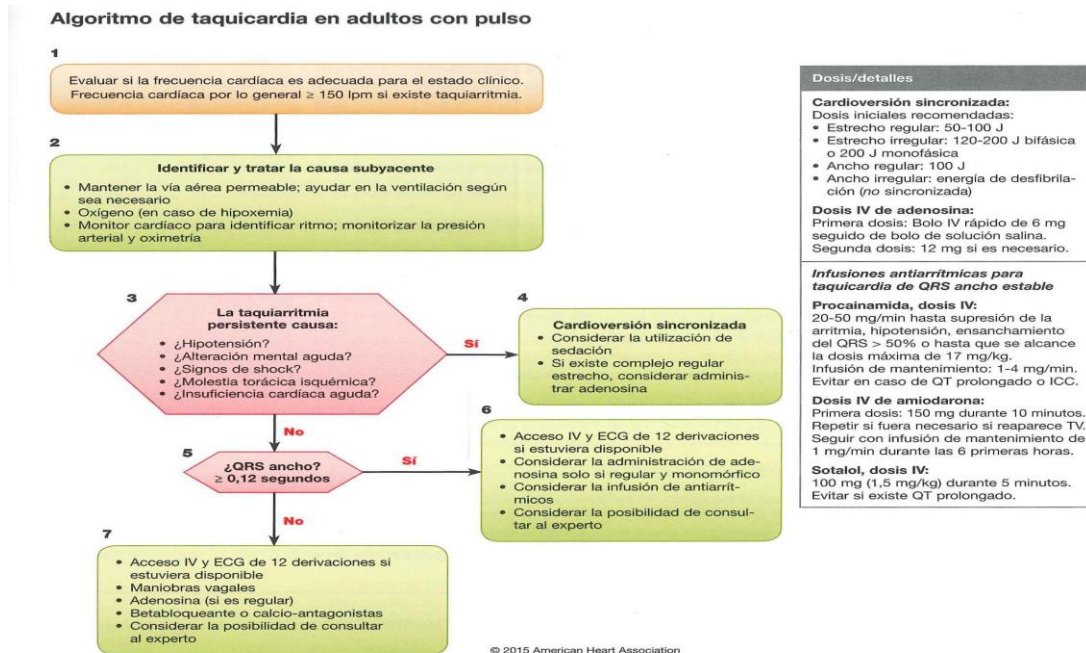 Algoritmo de taquicardia en adultos con pulso
1
Evaluar si la frecuencia cardíaca es adecuada para el estado clínico.
Frecuencia cardíaca por lo general ≥ 150 lpm si existe taquiarritmia.
2
Identificar y tratar la causa subyacente
• Mantener la vía aérea permeable; ayudar en la ventilación según
sea necesario
• Oxígeno (en caso de hipoxemia)
• Monitor cardíaco para identificar ritmo; monitorizar la presión
arterial y oximetría
3
La taquiarritmia
persistente causa:
• ¿Hipotensión?
• ¿Alteración mental aguda?
• ¿Signos de shock?
• ¿Molestia torácica isquémica?
• ¿Insuficiencia cardíaca aguda?
Sí
4
Cardioversión sincronizada
• Considerar la utilización de
sedación
• Si existe complejo regular
estrecho, considerar adminis-
trar adenosina
No
5
¿QRS ancho?
≥ 0,12 segundos
Sí
6
• Acceso IV y ECG de 12 derivaciones
si estuviera disponible
• Considerar la administración de ade-
nosina solo si regular y monomórfico
• Considerar la infusión de antiarrít-
micos
• Considerar la posibilidad de consul-
tar al experto
No
7
• Acceso IV y ECG de 12 derivaciones si
estuviera disponible
• Maniobras vagales
• Adenosina (si es regular)
• Betabloqueante o calcio-antagonistas
• Considerar la posibilidad de consultar
al experto
Dosis/detalles
Cardioversión sincronizada:
Dosis iniciales recomendadas:
• Estrecho regular: 50-100 J
• Estrecho irregular: 120-200 J bifásica
o 200 J monofásica
• Ancho regular: 100 J
• Ancho irregular: energía de desfibrila-
ción (no sincronizada)
Dosis IV de adenosina:
Primera dosis: Bolo IV rápido de 6 mg
seguido de bolo de solución salina.
Segunda dosis: 12 mg si es necesario.
Infusiones antiarrítmicas para
taquicardia de QRS ancho estable
Procainamida, dosis IV:
20-50 mg/min hasta supresión de la
arritmia, hipotensión, ensanchamiento
del QRS > 50% o hasta que se alcance
la dosis máxima de 17 mg/kg.
Infusión de mantenimiento: 1-4 mg/min.
Evitar en caso de QT prolongado o ICC.
Dosis IV de amiodarona:
Primera dosis: 150 mg durante 10 minutos.
Repetir si fuera necesario si reaparece TV.
Seguir con infusión de mantenimiento de
1 mg/min durante las 6 primeras horas.
Sotalol, dosis IV:
100 mg (1,5 mg/kg) durante 5 minutos.
Evitar si existe QT prolongado.
© 2015 American Heart Association